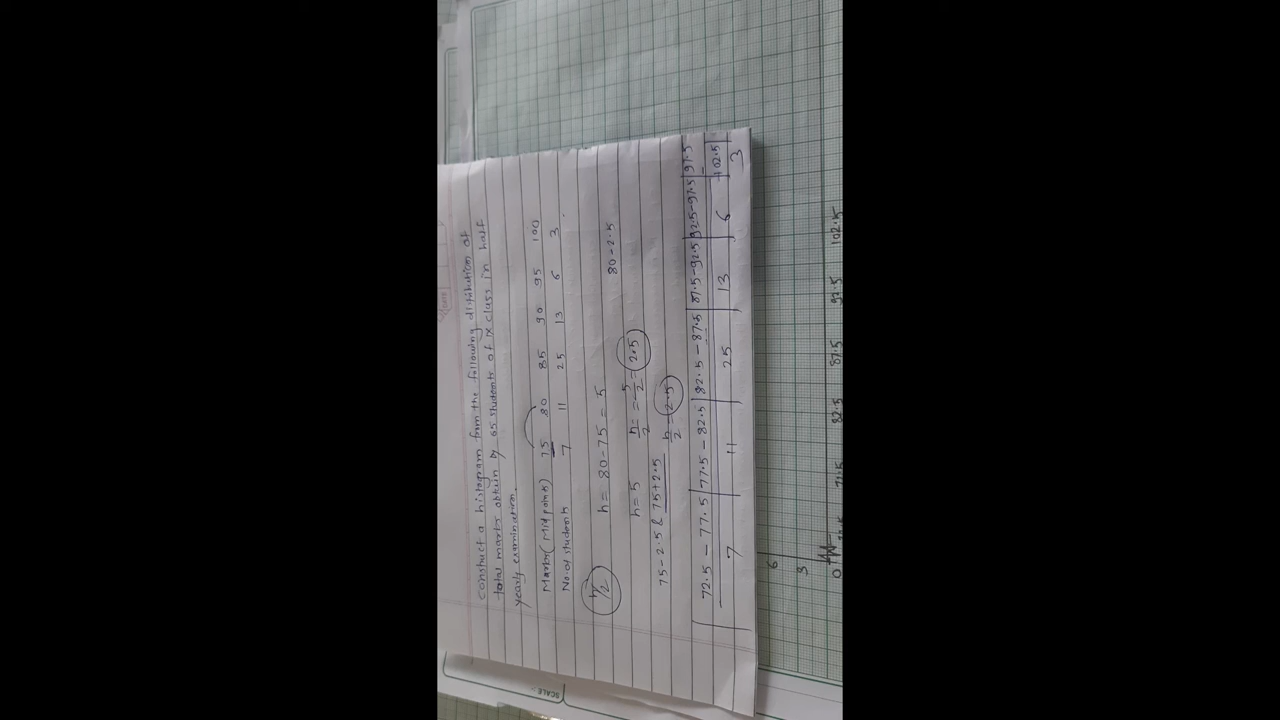 construct a histogram from the following distribution of
total marks obtain by 65 students of IX class in half
yearly examination.
Marks (Midpoints) 75 80 85 90 95 100
No. of students 7 11 25 13 6 3
h/2
h = 80-75 = 5
80-2.5
h=5 h/2 = 5/2 = 2.5
75-2.5 & 75+2.5 h/2 = 2.5
72.5 - 77.5 77.5 - 82.5 82.5 - 87.5 87.5-92.5 92.5-97.5 97.5 - 102.5
7 11 25 13 6 3
6
3
0 82.5 87.5 92.5 102.5
SCALE :-